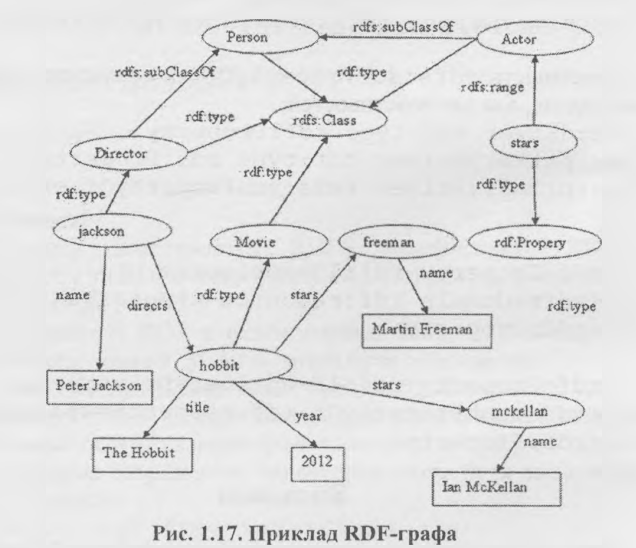 Person
rdfs:subClassOf
Actor
rdfs:subClassOf
rdf:type
rdfs:range
rdf:type
rdfs:Class
stars
Director
rdf:type
rdf:type
rdf:type
jackson
Movie
freeman
rdf:Propery
name
directs
rdf:type
stars
name
rdf:type
Martin Freeman
hobbit
Peter Jackson
title
year
stars
mckellan
The Hobbit
2012
name
Ian McKellan
Рис. 1.17. Приклад RDF-графа